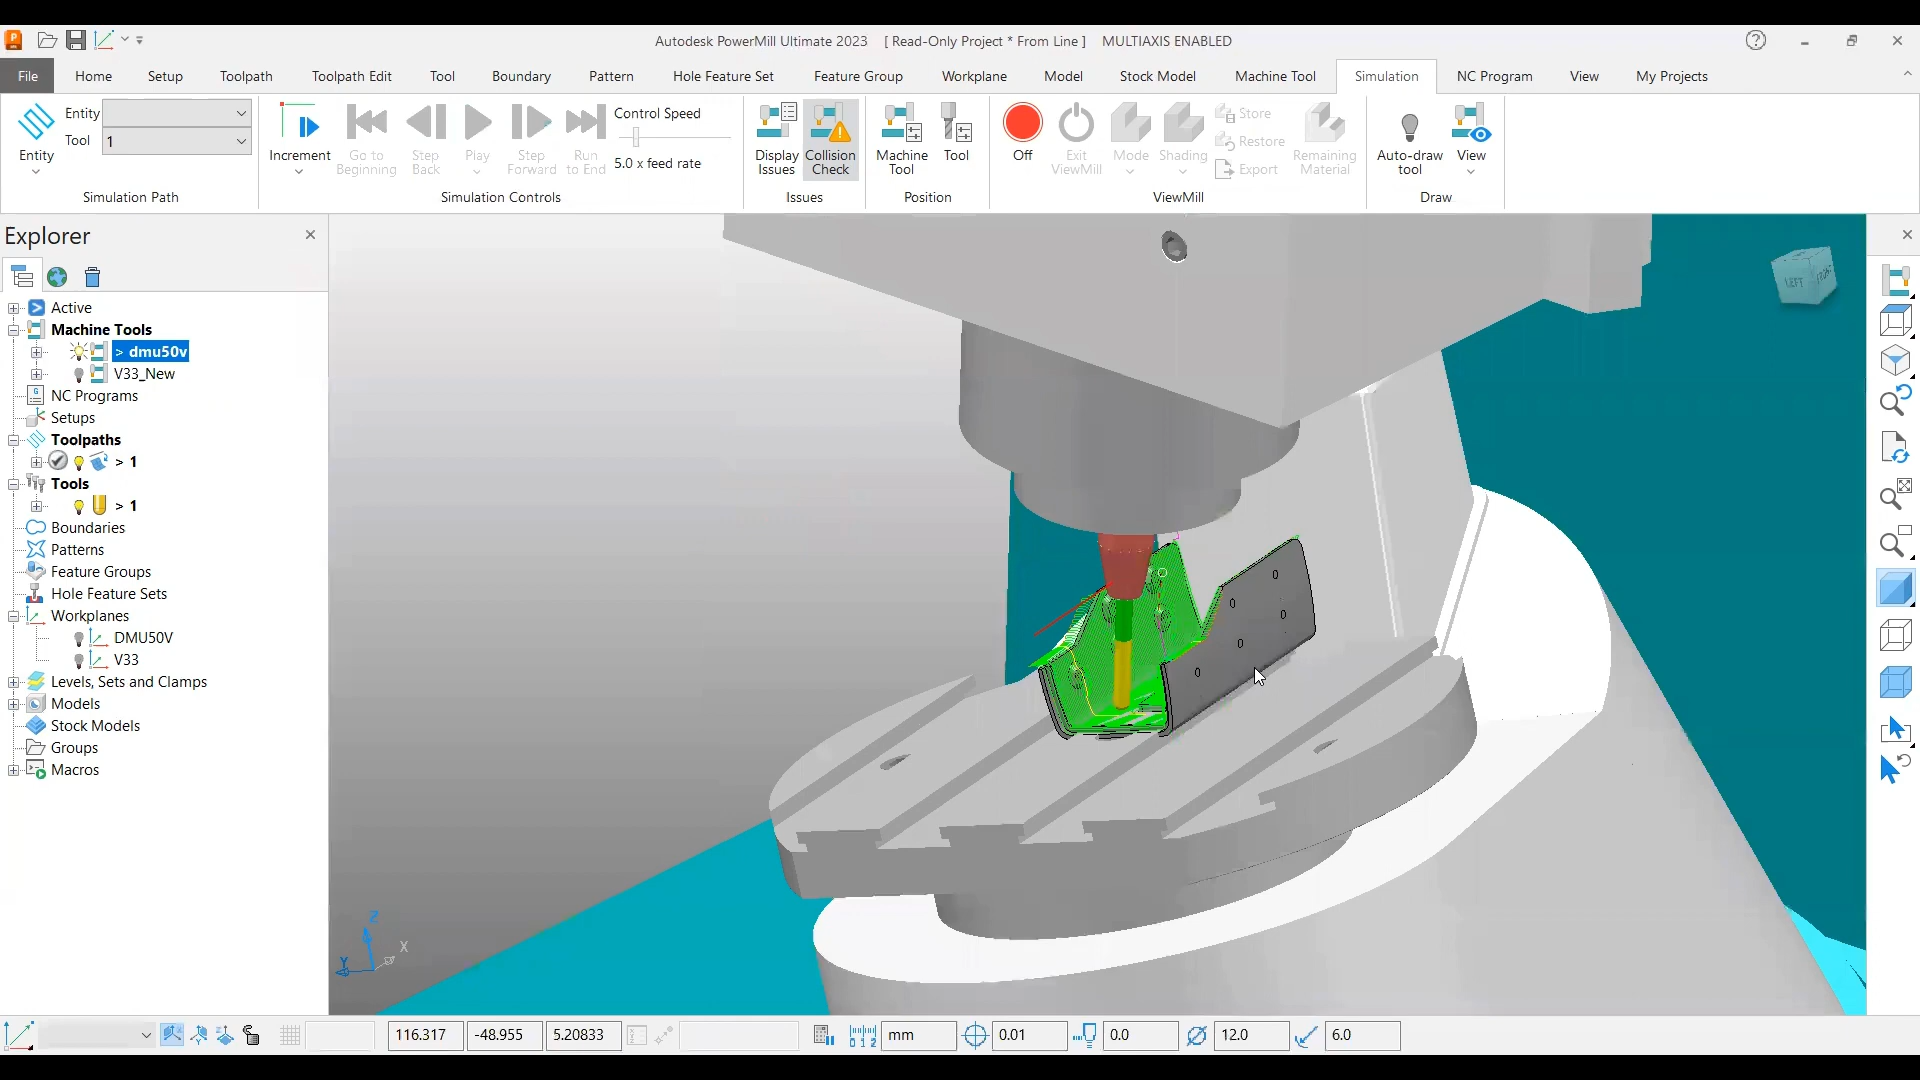 Autodesk PowerMill Ultimate 2023 [ Read-Only Project * From Line ] MULTIAXIS ENABLED
File Home Setup Toolpath Toolpath Edit Tool Boundary Pattern Hole Feature Set Feature Group Workplane Model Stock Model Machine Tool Simulation NC Program View My Projects
Entity
Entity
Tool 1
Simulation Path
Increment
Go to Beginning
Step Back
Play
Step Forward
Run to End
Control Speed
5.0 x feed rate
Simulation Controls
Display Issues
Collision Check
Issues
Machine Tool
Tool
Position
Off
Exit ViewMill
Mode
Shading
Store
Restore
Export
Remaining Material
ViewMill
Auto-draw tool
View
Draw
Explorer
Active
Machine Tools
> dmu50v
V33_New
NC Programs
Setups
Toolpaths
> 1
Tools
> 1
Boundaries
Patterns
Feature Groups
Hole Feature Sets
Workplanes
DMU50V
V33
Levels, Sets and Clamps
Models
Stock Models
Groups
Macros
LEFT FRONT
Z
X
Y
116.317 -48.955 5.20833 mm 0.01 0.0 12.0 6.0